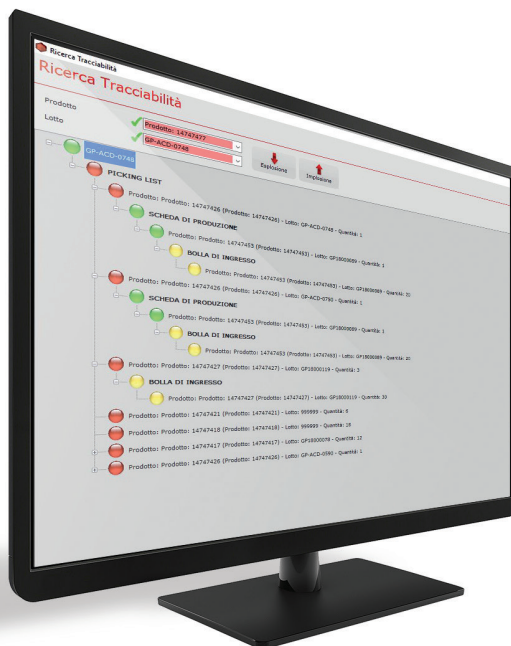 Ricerca Tracciabilità
Ricerca Tracciabilità
Prodotto
Prodotto: 14747477
Lotto
GP-ACD-0748
Esplosione
Implosione
GP-ACD-0748
PICKING LIST
Prodotto: Prodotto: 14747426 (Prodotto: 14747426) - Lotto: GP-ACD-0748 - Quantità: 1
SCHEDA DI PRODUZIONE
Prodotto: Prodotto: 14747453 (Prodotto: 14747453) - Lotto: GP18000089 - Quantità: 1
BOLLA DI INGRESSO
Prodotto: Prodotto: 14747453 (Prodotto: 14747453) - Lotto: GP18000089 - Quantità: 20
Prodotto: Prodotto: 14747426 (Prodotto: 14747426) - Lotto: GP-ACD-0750 - Quantità: 1
SCHEDA DI PRODUZIONE
Prodotto: Prodotto: 14747453 (Prodotto: 14747453) - Lotto: GP18000089 - Quantità: 1
BOLLA DI INGRESSO
Prodotto: Prodotto: 14747453 (Prodotto: 14747453) - Lotto: GP18000089 - Quantità: 20
Prodotto: Prodotto: 14747427 (Prodotto: 14747427) - Lotto: GP18000119 - Quantità: 3
BOLLA DI INGRESSO
Prodotto: Prodotto: 14747427 (Prodotto: 14747427) - Lotto: GP18000119 - Quantità: 30
Prodotto: Prodotto: 14747421 (Prodotto: 14747421) - Lotto: 999999 - Quantità: 6
Prodotto: Prodotto: 14747418 (Prodotto: 14747418) - Lotto: 999999 - Quantità: 18
Prodotto: Prodotto: 14747417 (Prodotto: 14747417) - Lotto: GP18000078 - Quantità: 12
Prodotto: Prodotto: 14747426 (Prodotto: 14747426) - Lotto: GP-ACD-0590 - Quantità: 1